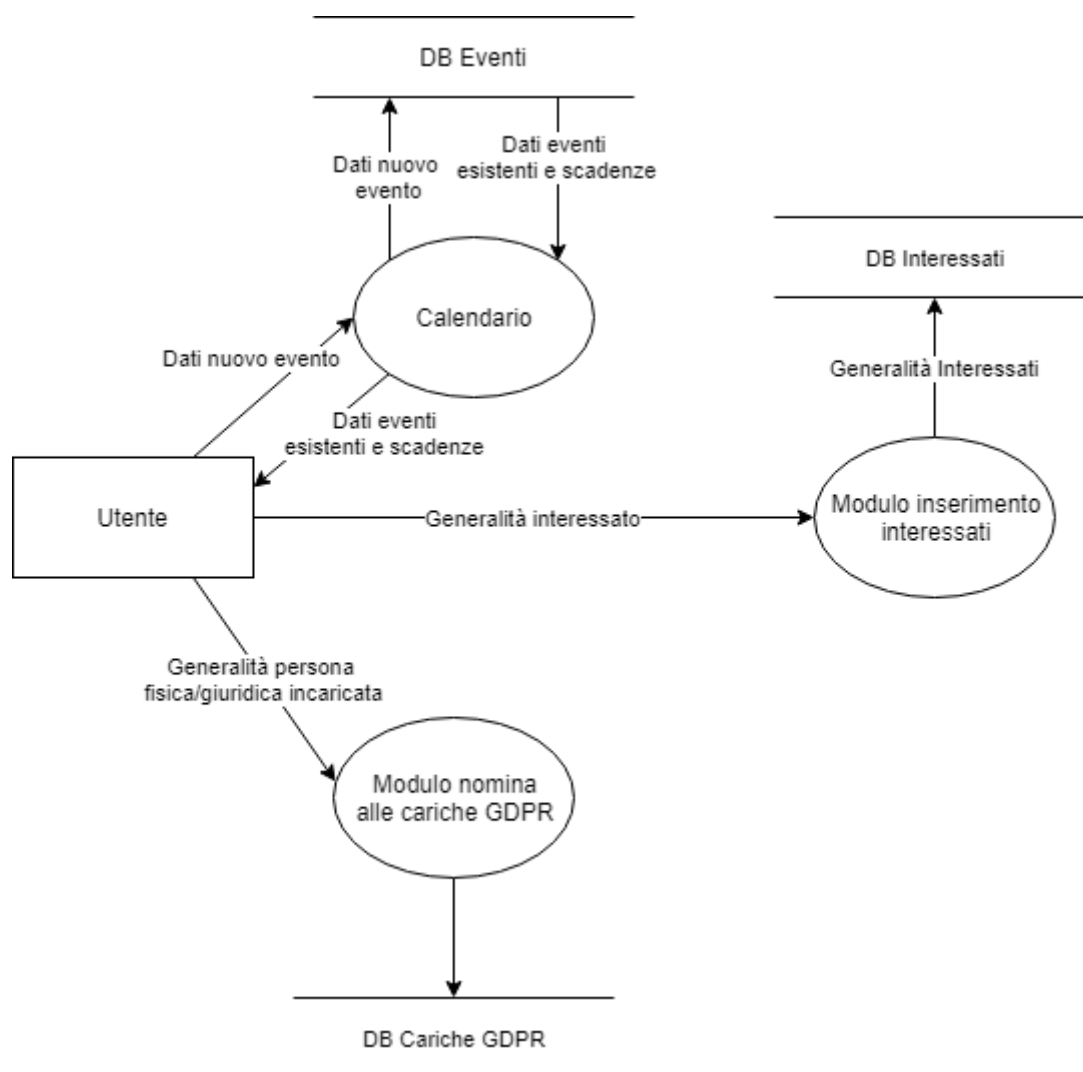 DB Eventi
Dati eventi
esistenti e scadenze
Dati nuovo
evento
DB Interessati
Calendario
Dati nuovo evento
Generalità Interessati
Dati eventi
esistenti e scadenze
Utente
Generalità interessato
Modulo inserimento
interessati
Generalità persona
fisica/giuridica incaricata
Modulo nomina
alle cariche GDPR
DB Cariche GDPR